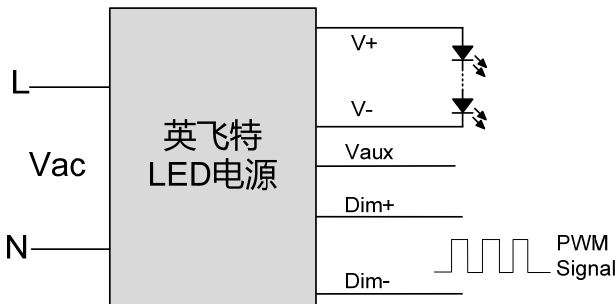 L
Vac
N
英飞特
LED电源
V+
V-
Vaux
Dim+
Dim-
PWM
Signal